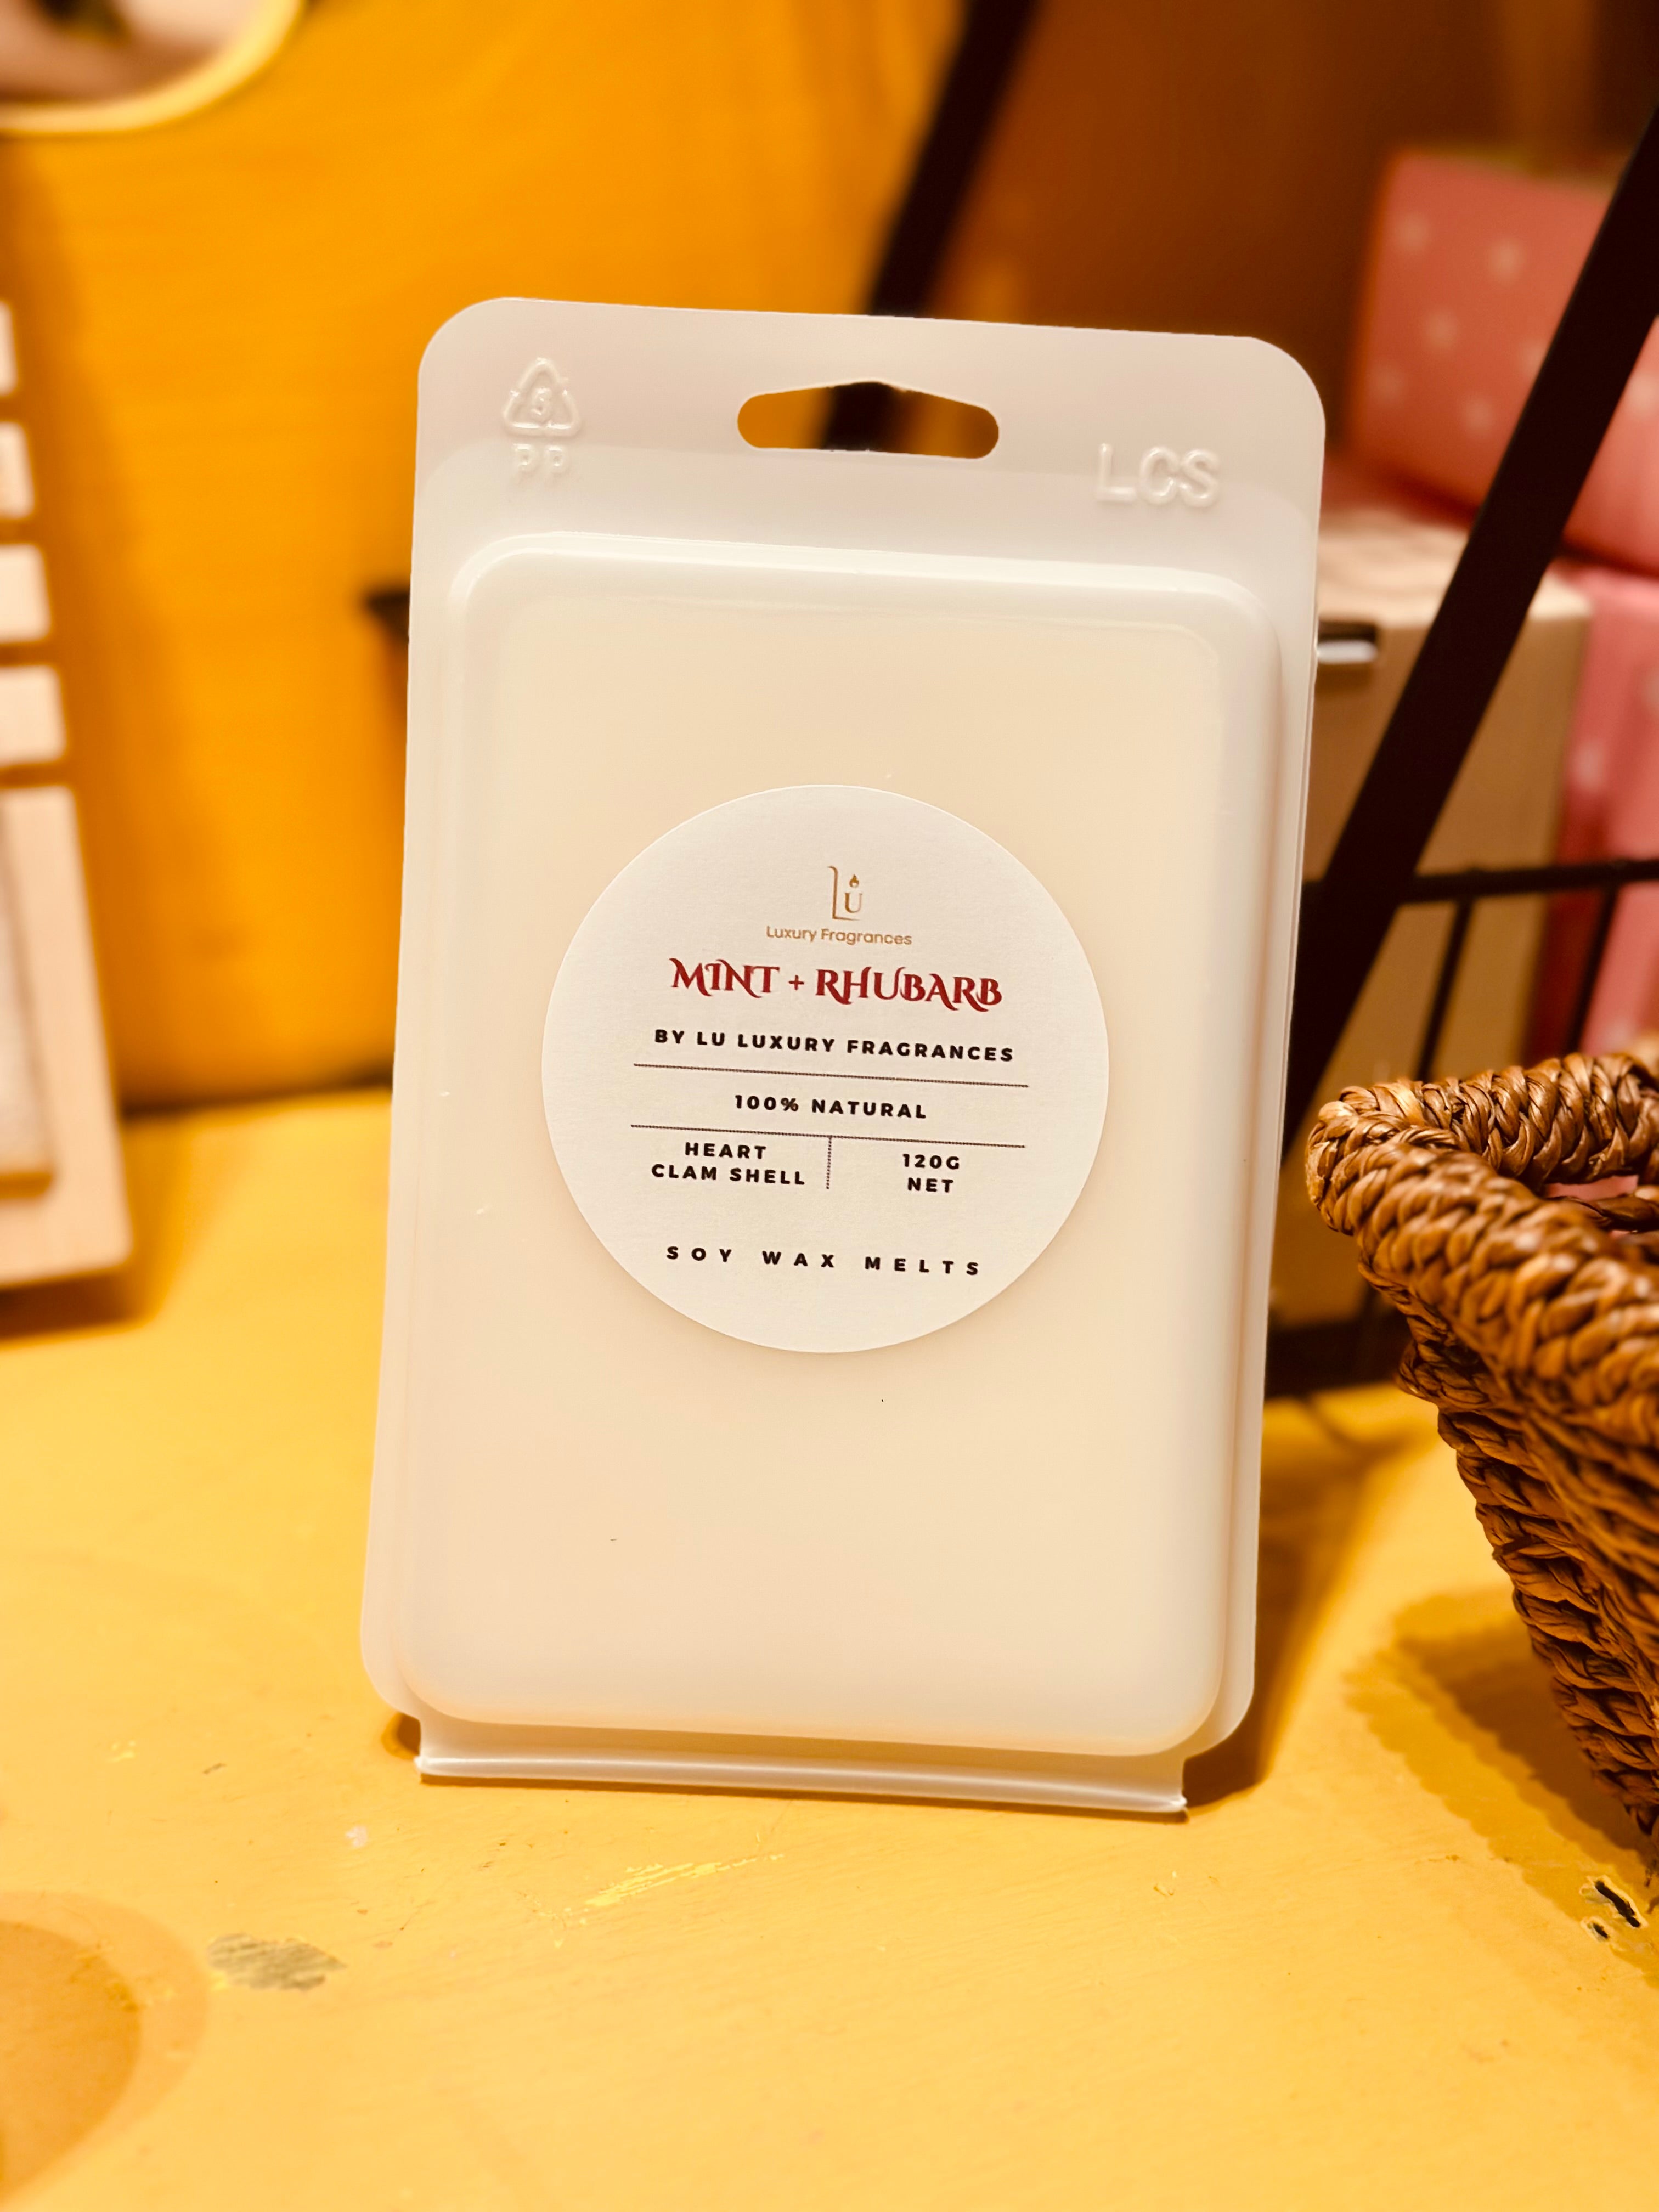 5
PP
LCS
LU
Luxury Fragrances
MINT + RHUBARB
BY LU LUXURY FRAGRANCES
100% NATURAL
HEART
CLAM SHELL
120G
NET
SOY WAX MELTS